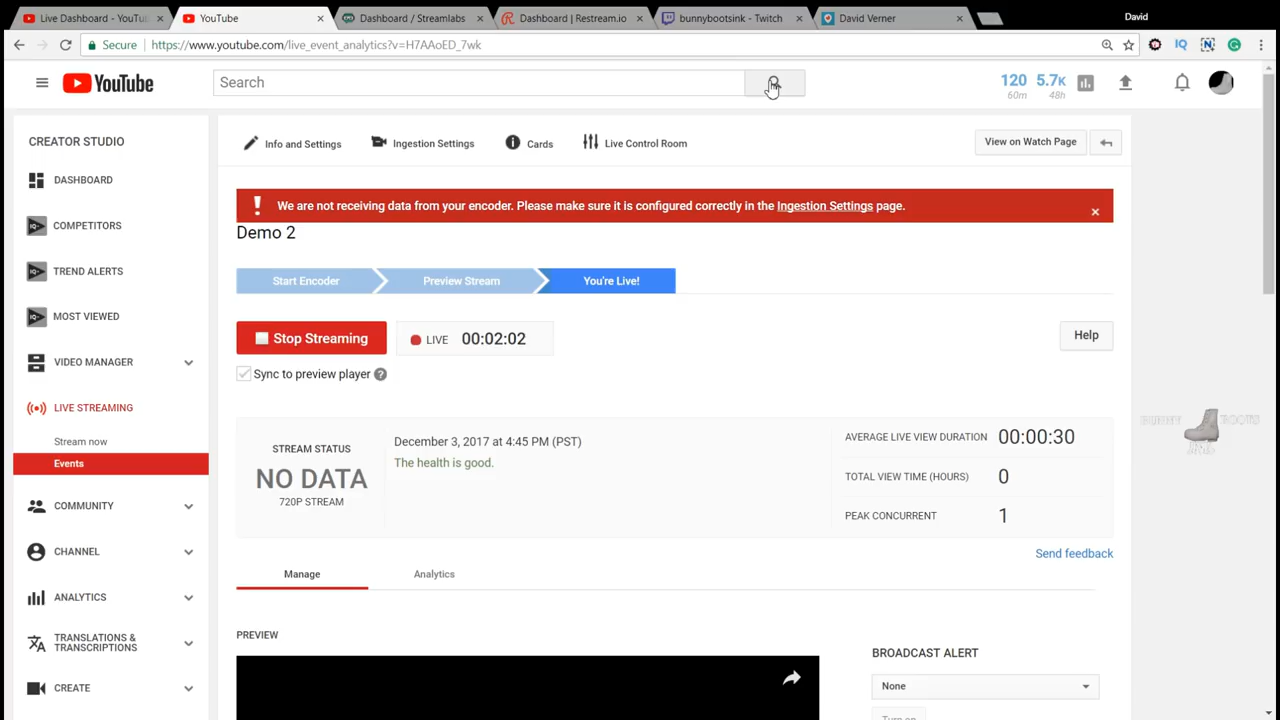 Live Dashboard - YouTu
YouTube
Dashboard / Streamlabs
Dashboard | Restream.io
bunnybootsink - Twitch
David Verner
David
Secure
https://www.youtube.com/live_event_analytics?v=H7AAoED_7wk
YouTube
Search
120
60m
5.7K
48h
CREATOR STUDIO
DASHBOARD
COMPETITORS
TREND ALERTS
MOST VIEWED
VIDEO MANAGER
LIVE STREAMING
Stream now
Events
COMMUNITY
CHANNEL
ANALYTICS
TRANSLATIONS &
TRANSCRIPTIONS
CREATE
Info and Settings
Ingestion Settings
Cards
Live Control Room
View on Watch Page
We are not receiving data from your encoder. Please make sure it is configured correctly in the Ingestion Settings page.
Demo 2
Start Encoder
Preview Stream
You're Live!
Stop Streaming
LIVE 00:02:02
Help
Sync to preview player
STREAM STATUS
NO DATA
720P STREAM
December 3, 2017 at 4:45 PM (PST)
The health is good.
AVERAGE LIVE VIEW DURATION 00:00:30
TOTAL VIEW TIME (HOURS) 0
PEAK CONCURRENT 1
Send feedback
Manage
Analytics
PREVIEW
BROADCAST ALERT
None
Turn on
BUNNY BOOTS
INK